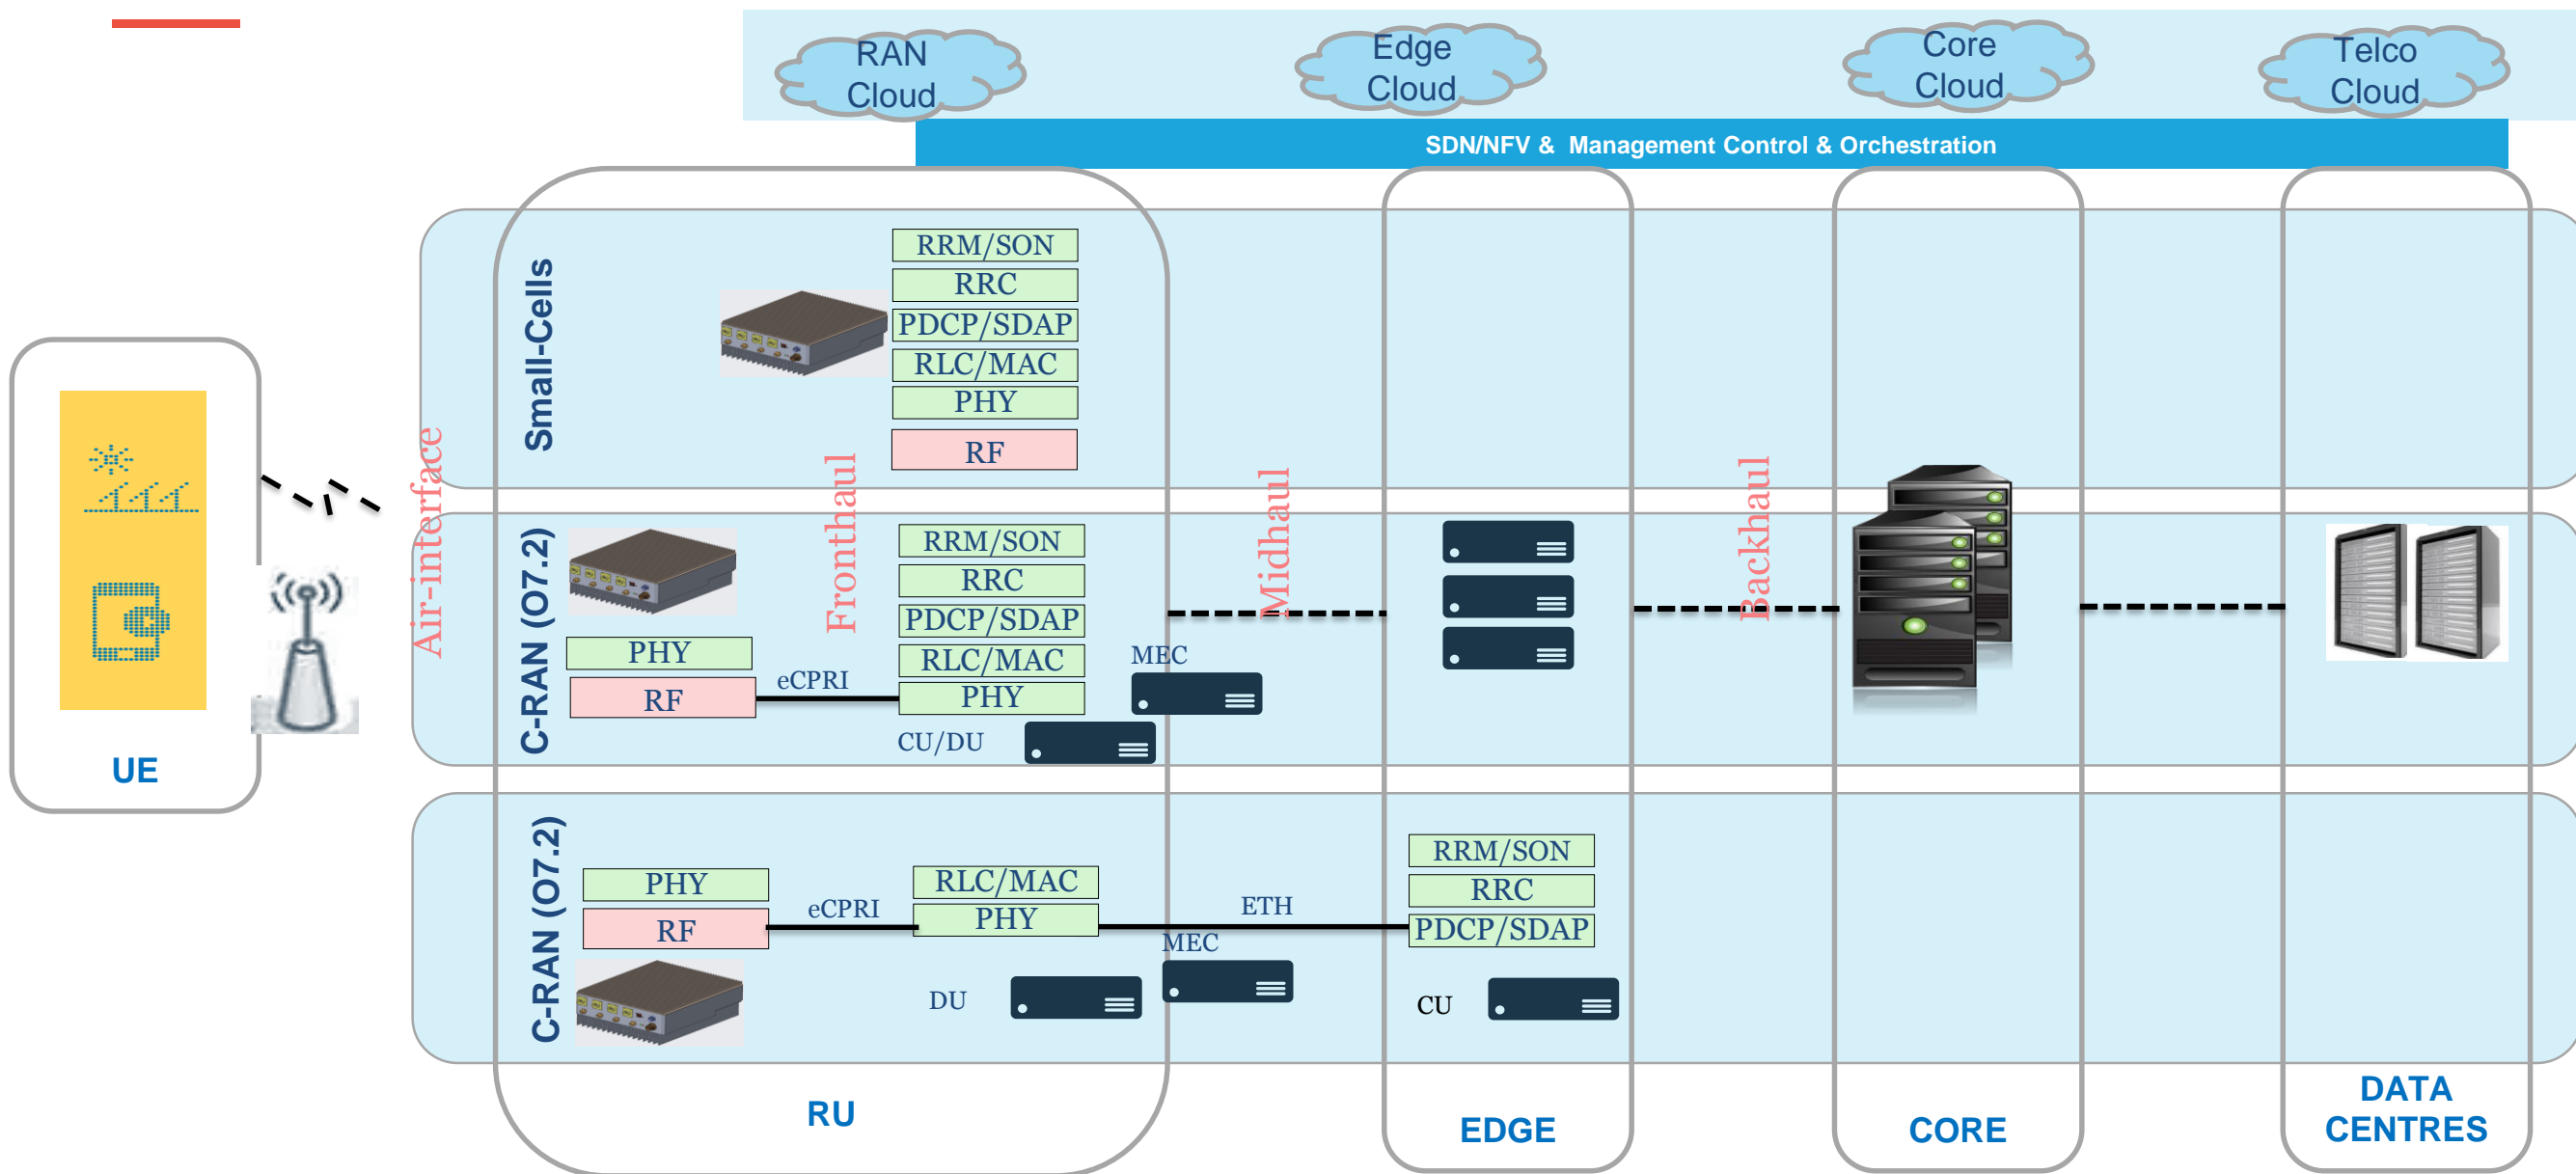 RAN
Cloud
Edge
Cloud
Core
Cloud
Telco
Cloud
SDN/NFV & Management Control & Orchestration
Small-Cells
RRM/SON
RRC
PDCP/SDAP
RLC/MAC
PHY
RF
Air-interface
Fronthaul
Midhaul
Backhaul
UE
C-RAN (O7.2)
PHY
RF
eCPRI
RRM/SON
RRC
PDCP/SDAP
RLC/MAC
PHY
CU/DU
MEC
C-RAN (O7.2)
PHY
RF
eCPRI
RLC/MAC
PHY
DU
ETH
MEC
RRM/SON
RRC
PDCP/SDAP
CU
RU
EDGE
CORE
DATA
CENTRES